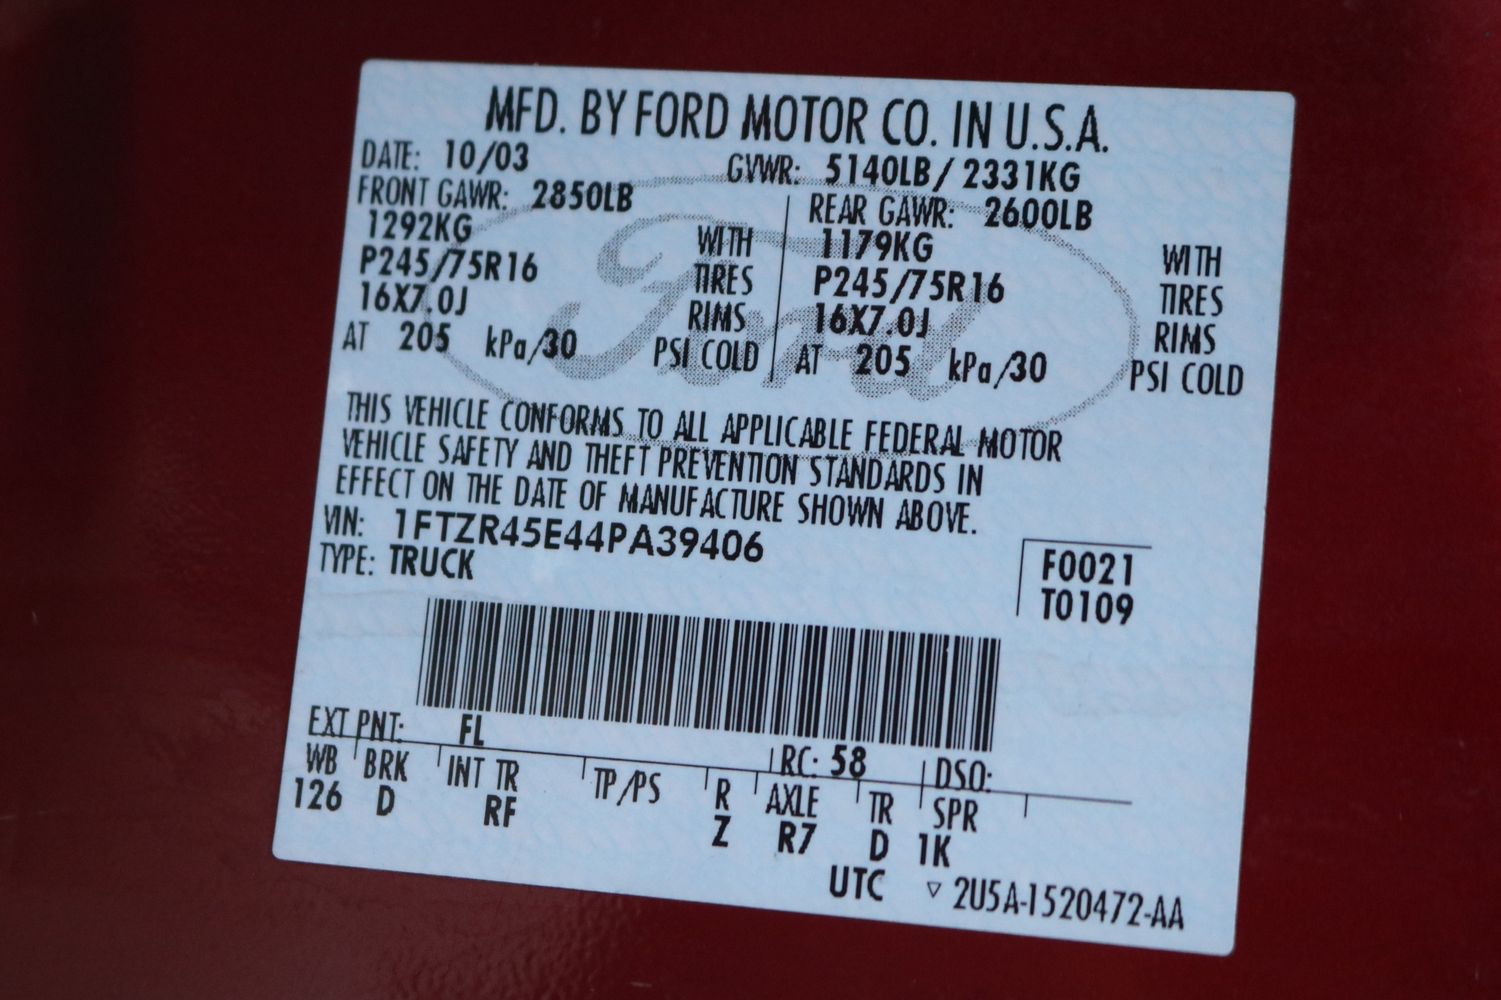 MFD. BY FORD MOTOR CO. IN U.S.A.
DATE: 10/03 GVWR: 5140LB/ 2331KG
FRONT GAWR: 2850LB REAR GAWR: 2600LB
1292KG WITH 1179KG WITH
P245/75R16 TIRES P245/75R16 TIRES
16X7.0J RIMS 16X7.0J RIMS
AT 205 kPa/30 PSI COLD AT 205 kPa/30 PSI COLD
Ford
THIS VEHICLE CONFORMS TO ALL APPLICABLE FEDERAL MOTOR
VEHICLE SAFETY AND THEFT PREVENTION STANDARDS IN
EFFECT ON THE DATE OF MANUFACTURE SHOWN ABOVE.
VIN: 1FTZR45E44PA39406
TYPE: TRUCK
F0021
T0109
EXT PNT: FL RC: 58 DSO:
WB BRK INT TR TP/PS R AXLE TR SPR
126 D RF Z R7 D 1K
UTC ▽ 2U5A-1520472-AA